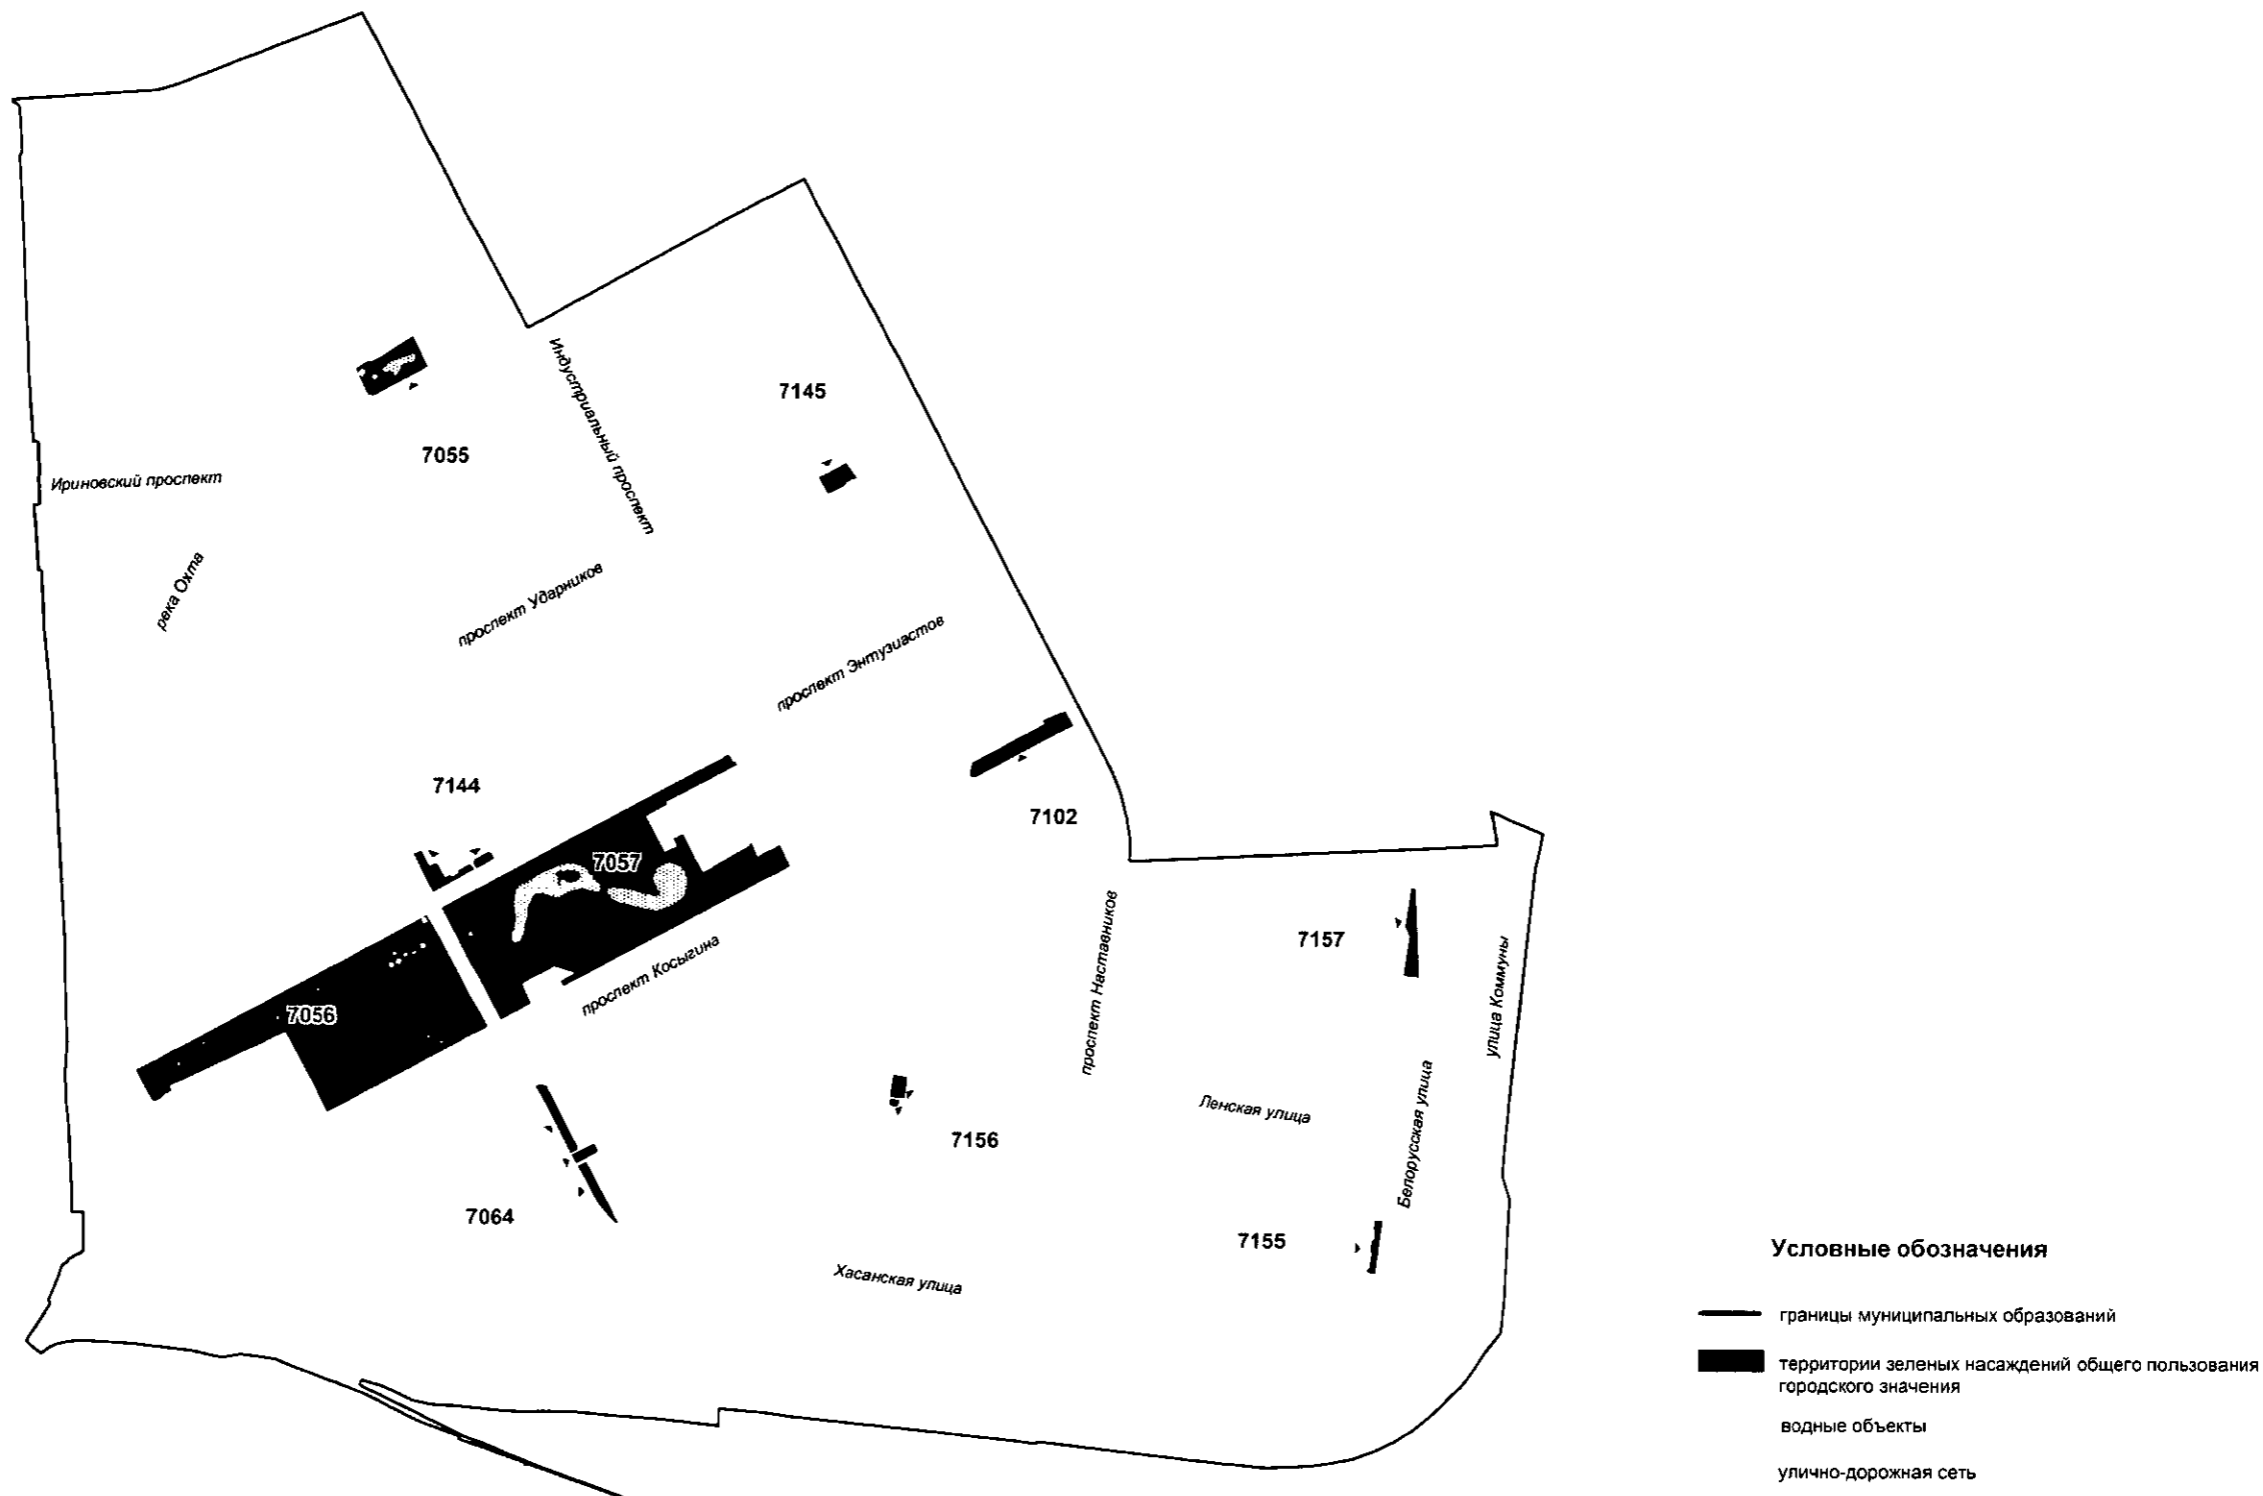 Индустриальный проспект
7145
7055
Ириновский проспект
река Охта
проспект Ударников
проспект Энтузиастов
7144
7102
7057
проспект Наставников
7157
проспект Косыгина
улица Коммуны
7056
Ленская улица
Белорусская улица
7156
7064
7155
Хасанская улица
Условные обозначения
границы муниципальных образований
территории зеленых насаждений общего пользования
городского значения
водные объекты
улично-дорожная сеть